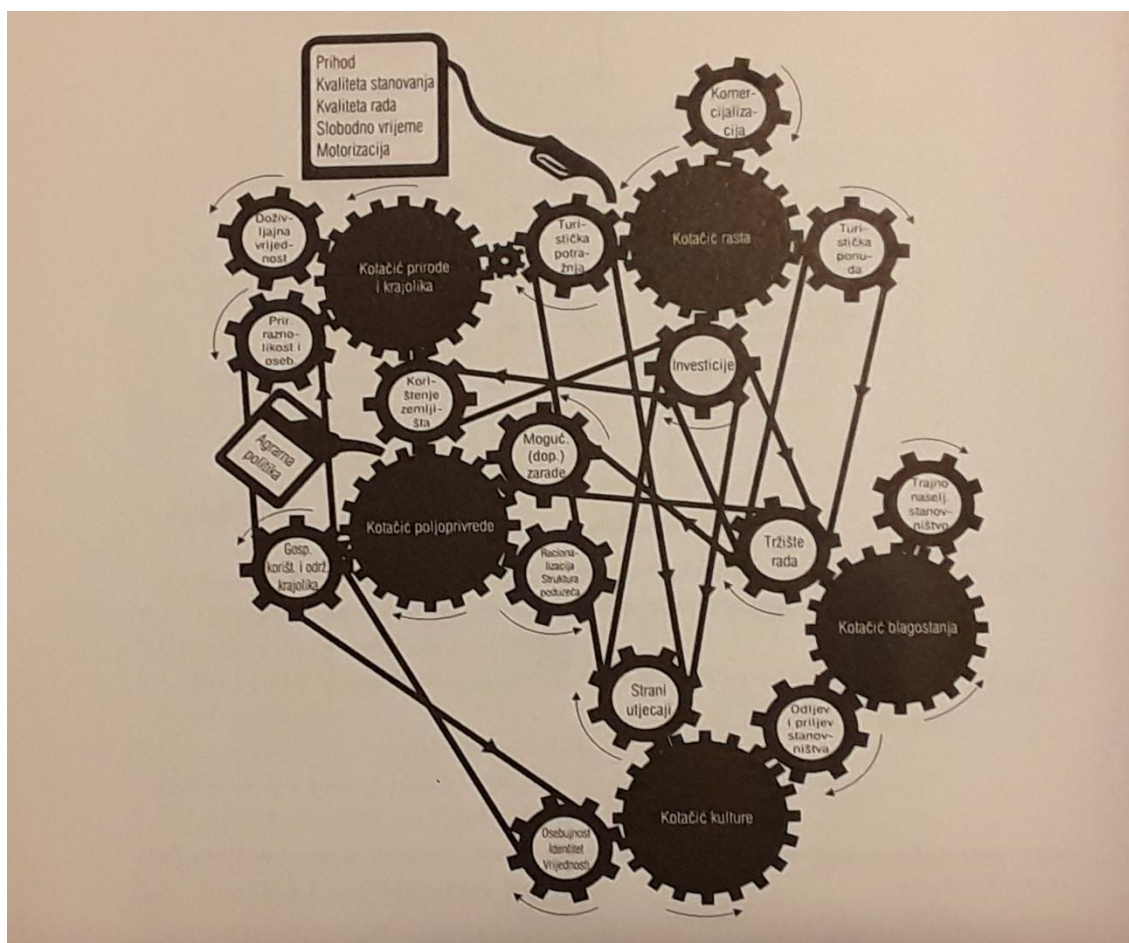 Prihod
Kvaliteta stanovanja
Kvaliteta rada
Slobodno vrijeme
Motorizacija
Komer-
cijaliza-
cija
Doživ-
ljajna
vrijed-
nost
Kotačić prirode
i krajolika
Turi-
stička
potra-
žnja
Kotačić rasta
Turi-
stička
ponu-
da
Prir.
razno-
likost i
oseb.
Kori-
štenje
zemlji-
šta
Investicije
Agrarna
politika
Moguć.
(dop.)
zarade
Trajno
naselj.
stanov-
ništvo
Kotačić poljoprivrede
Gosp.
korišt. i održ.
krajolika
Raciona-
lizacija
Struktura
poduzeća
Tržište
rada
Kotačić blagostanja
Strani
utjecaji
Odljev
i priljev
stanov-
ništva
Kotačić kulture
Osebujnost
Identitet
Vrijednosti